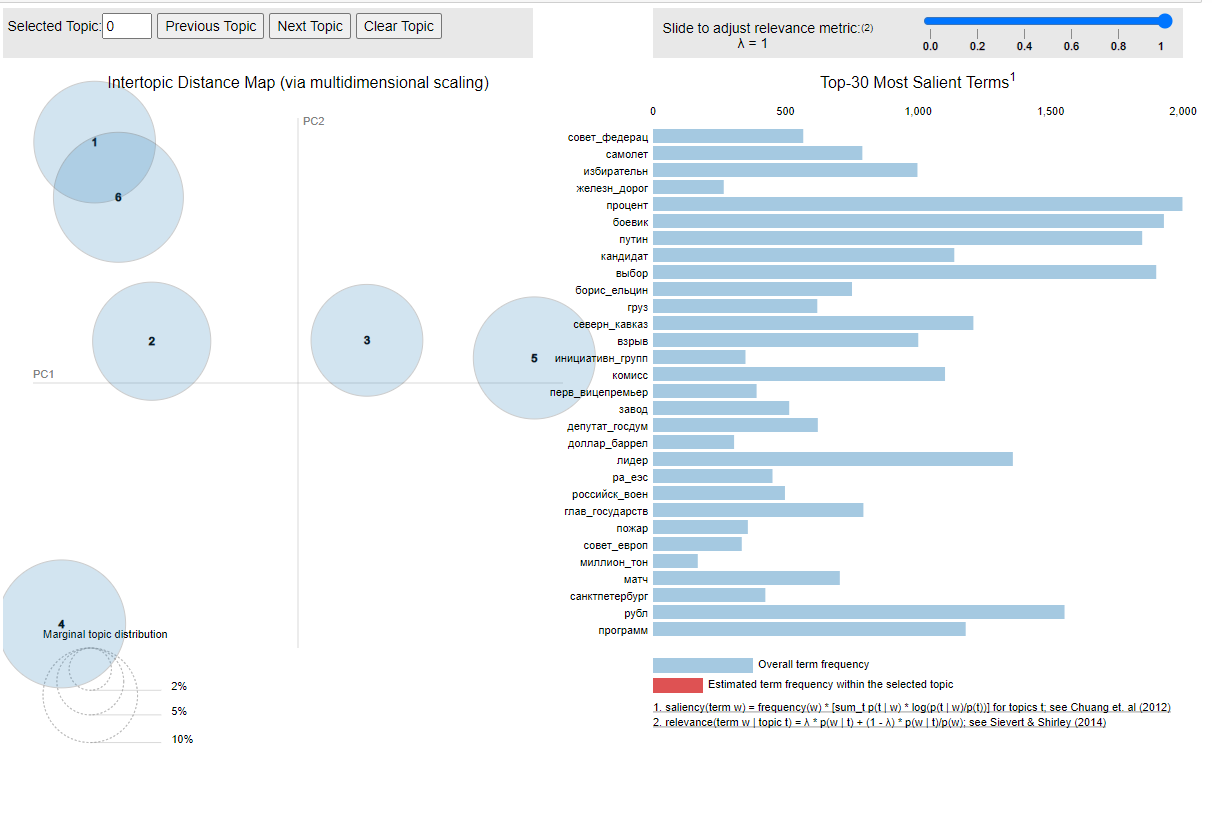 Selected Topic: 0 Previous Topic Next Topic Clear Topic
Slide to adjust relevance metric:(2)
λ = 1
0.0 0.2 0.4 0.6 0.8 1
Intertopic Distance Map (via multidimensional scaling)
PC2
PC1
1
6
2
3
5
4
Marginal topic distribution
2%
5%
10%
Top-30 Most Salient Terms1
0 500 1,000 1,500 2,000
совет_федерац
самолет
избирательн
железн_дорог
процент
боевик
путин
кандидат
выбор
борис_ельцин
груз
северн_кавказ
взрыв
инициативн_групп
комисс
перв_вицепремьер
завод
депутат_госдум
доллар_баррел
лидер
ра_еэс
российск_воен
глав_государств
пожар
совет_европ
миллион_тон
матч
санктпетербург
рубл
программ
Overall term frequency
Estimated term frequency within the selected topic
1. saliency(term w) = frequency(w) * [sum_t p(t | w) * log(p(t | w)/p(t))] for topics t; see Chuang et. al (2012)
2. relevance(term w | topic t) = λ * p(w | t) + (1 - λ) * p(w | t)/p(w); see Sievert & Shirley (2014)